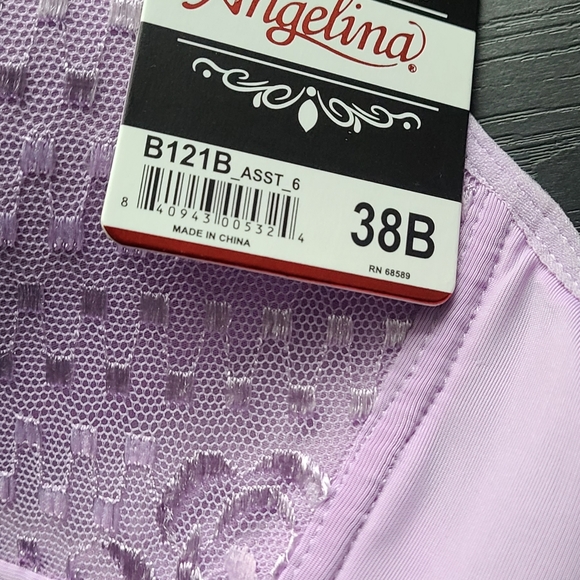 Angelina®
B121B_ASST_6
8 40943 00532 4
MADE IN CHINA
38B
RN 68589